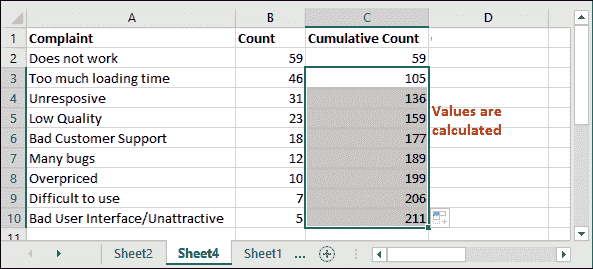 A B C D
1 Complaint Count Cumulative Count
2 Does not work 59 59
3 Too much loading time 46 105
4 Unresposive 31 136
5 Low Quality 23 159
6 Bad Customer Support 18 177
7 Many bugs 12 189
8 Overpriced 10 199
9 Difficult to use 7 206
10 Bad User Interface/Unattractive 5 211
11
Values are
calculated
Sheet2 Sheet4 Sheet1 ...